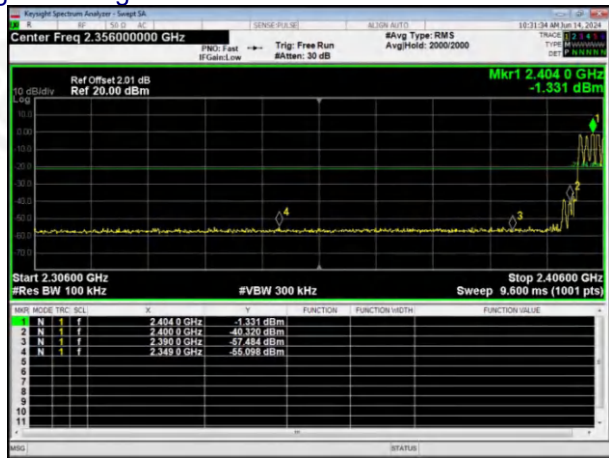 Keysight Spectrum Analyzer - Swept SA
R RF 50 Ω AC SENSE:PULSE ALIGN AUTO 10:31:34 AM Jun 14, 2024
Center Freq 2.356000000 GHz PNO: Fast Trig: Free Run #Avg Type: RMS TRACE 1 2 3 4 5 6
IFGain:Low #Atten: 30 dB Avg|Hold: 2000/2000 TYPE M
DET P N N N N N
Ref Offset 2.01 dB Mkr1 2.404 0 GHz
10 dB/div Ref 20.00 dBm -1.331 dBm
Log
10.0
0.00
-10.0
-20.0
-30.0
-40.0
-50.0
-60.0
-70.0
1
2
3
4
Start 2.30600 GHz Stop 2.40600 GHz
#Res BW 100 kHz #VBW 300 kHz Sweep 9.600 ms (1001 pts)
MKR MODE TRC SCL X Y FUNCTION FUNCTION WIDTH FUNCTION VALUE
1 N 1 f 2.404 0 GHz -1.331 dBm
2 N 1 f 2.400 0 GHz -40.320 dBm
3 N 1 f 2.390 0 GHz -57.484 dBm
4 N 1 f 2.349 0 GHz -55.098 dBm
5
6
7
8
9
10
11
MSG STATUS